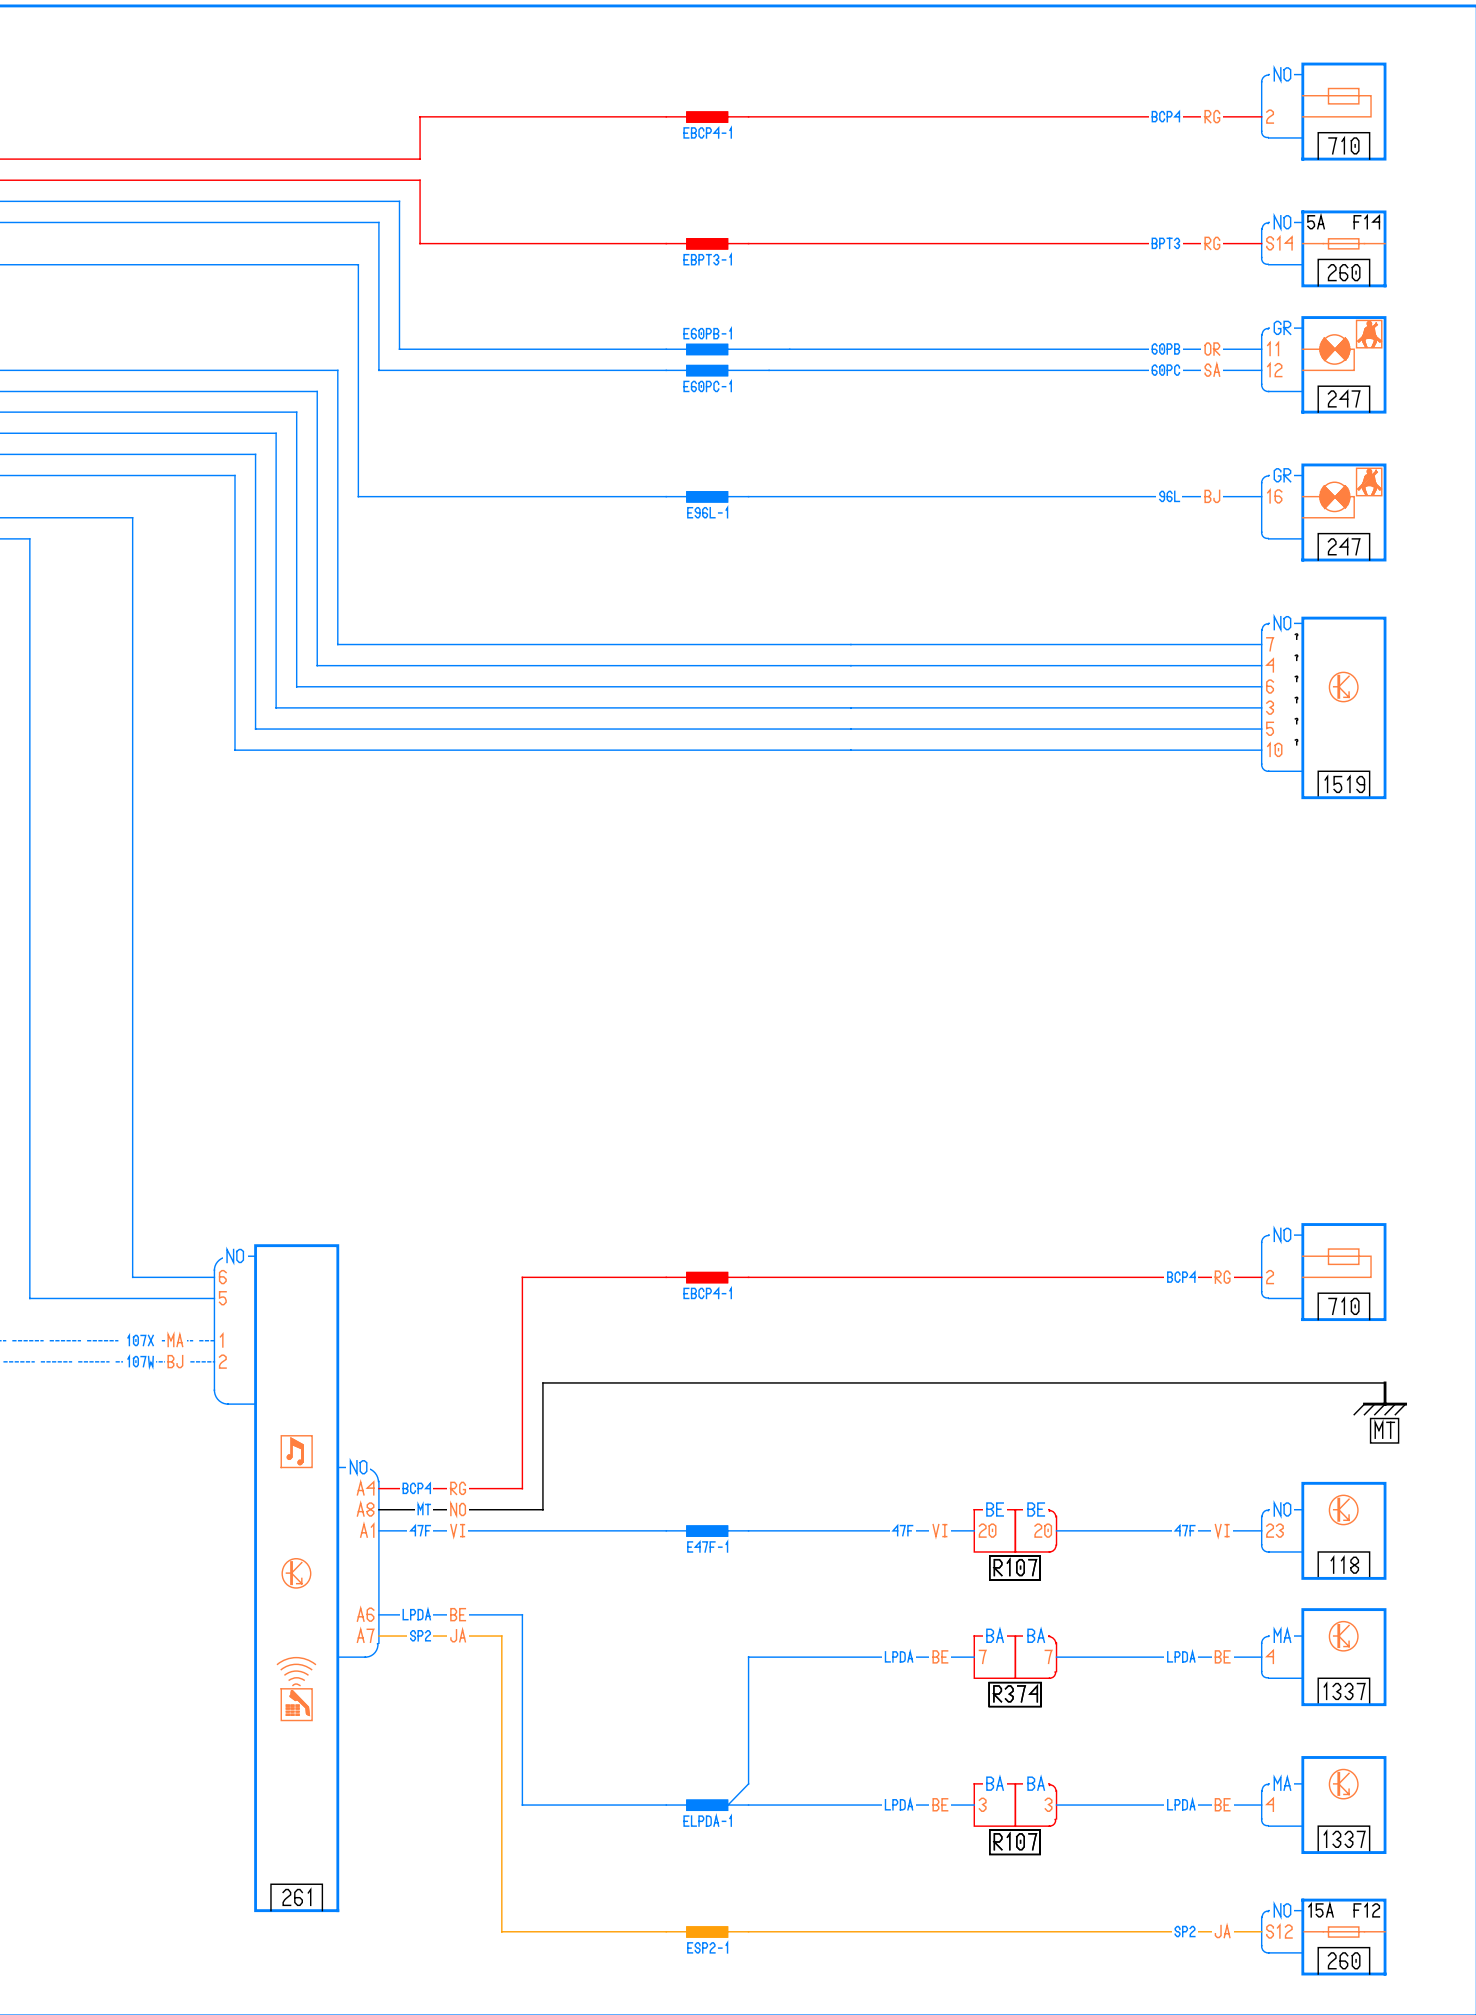 NO
BCP4 RG 2
EBCP4-1
710
NO 5A F14
BPT3 RG S14
EBPT3-1
260
E60PB-1 GR
60PB OR 11
60PC SA 12
E60PC-1
247
GR
96L BJ 16
E96L-1
247
NO
7 ?
4 ?
6 ?
3 ?
5 ?
10 ?
1519
NO
NO
6
BCP4 RG 2
5
EBCP4-1
710
107X MA 1
107W BJ 2
MT
NO
A4 BCP4 RG
A8 MT NO
BE BE
NO
A1 47F VI
47F VI 20 20 47F VI 23
E47F-1
R107
118
A6 LPDA BE
A7 SP2 JA
BA BA
MA
LPDA BE 7 7 LPDA BE 4
R374
1337
BA BA
MA
LPDA BE 3 3 LPDA BE 4
ELPDA-1
R107
1337
261
NO 15A F12
SP2 JA S12
ESP2-1
260